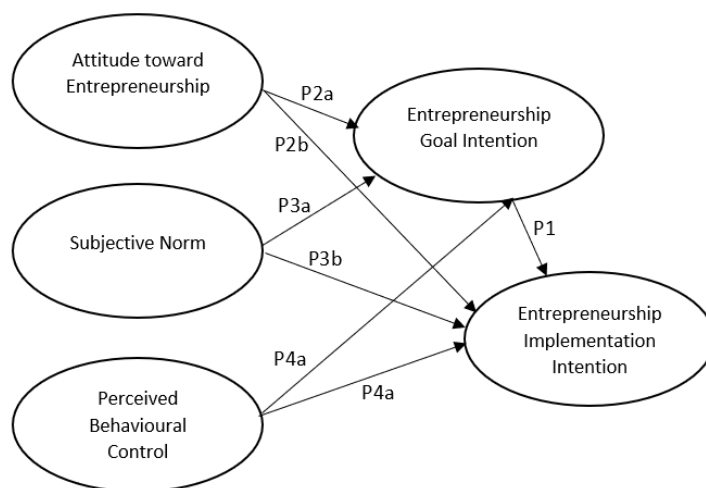 Attitude toward
Entrepreneurship
P2a
Entrepreneurship
Goal Intention
P2b
P3a
Subjective Norm
P1
P3b
Entrepreneurship
Implementation
Intention
P4a
P4a
Perceived
Behavioural
Control